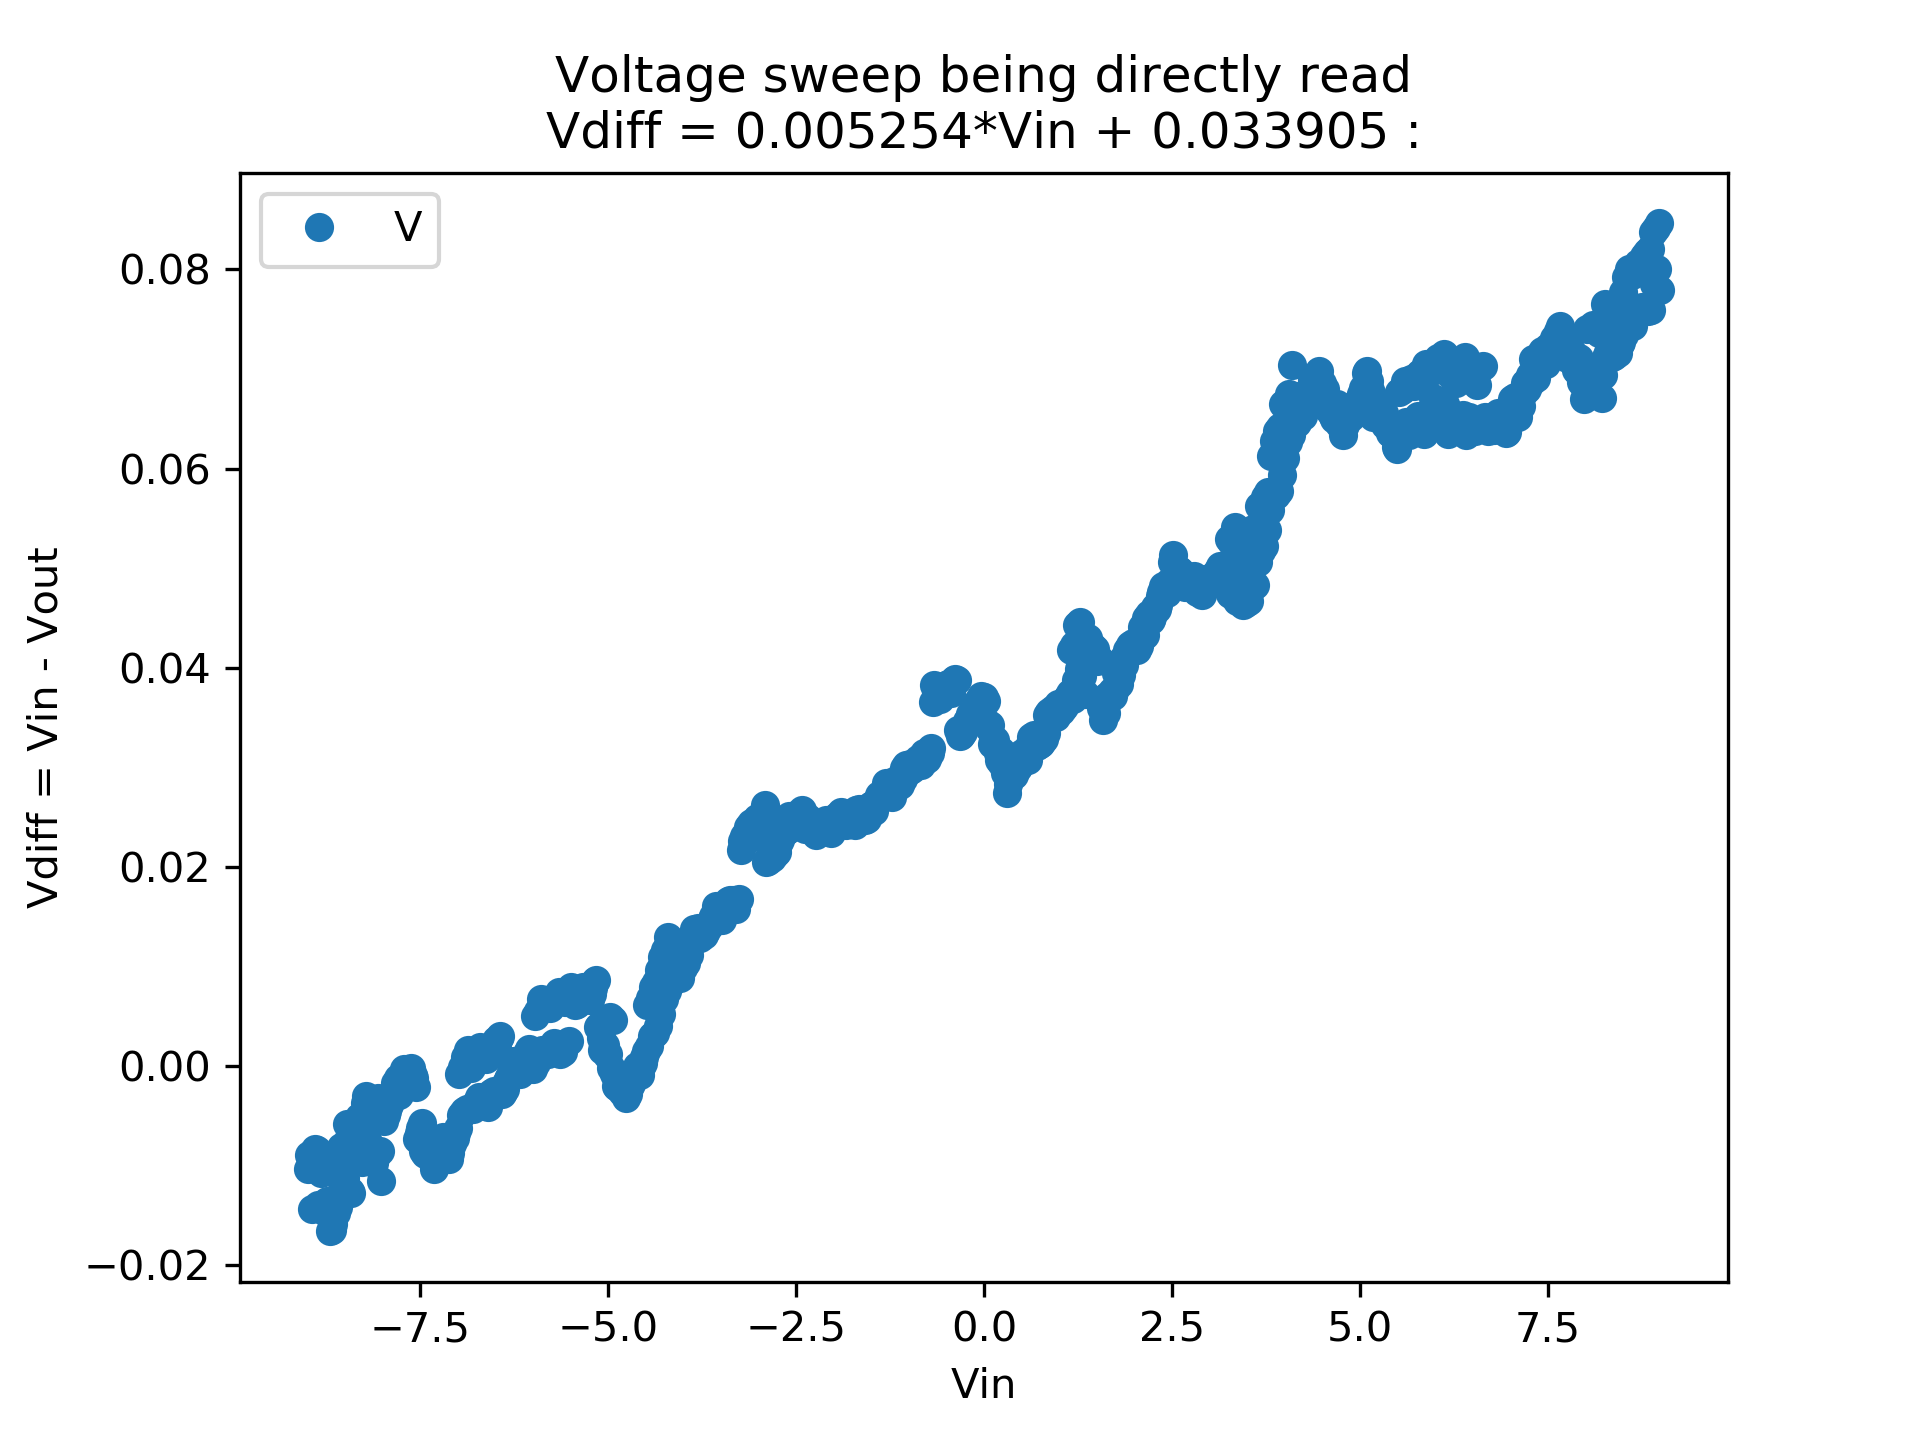 Voltage sweep being directly read
Vdiff = 0.005254*Vin + 0.033905 :
V
0.08
0.06
0.04
0.02
0.00
−0.02
Vdiff = Vin - Vout
−7.5
−5.0
−2.5
0.0
2.5
5.0
7.5
Vin